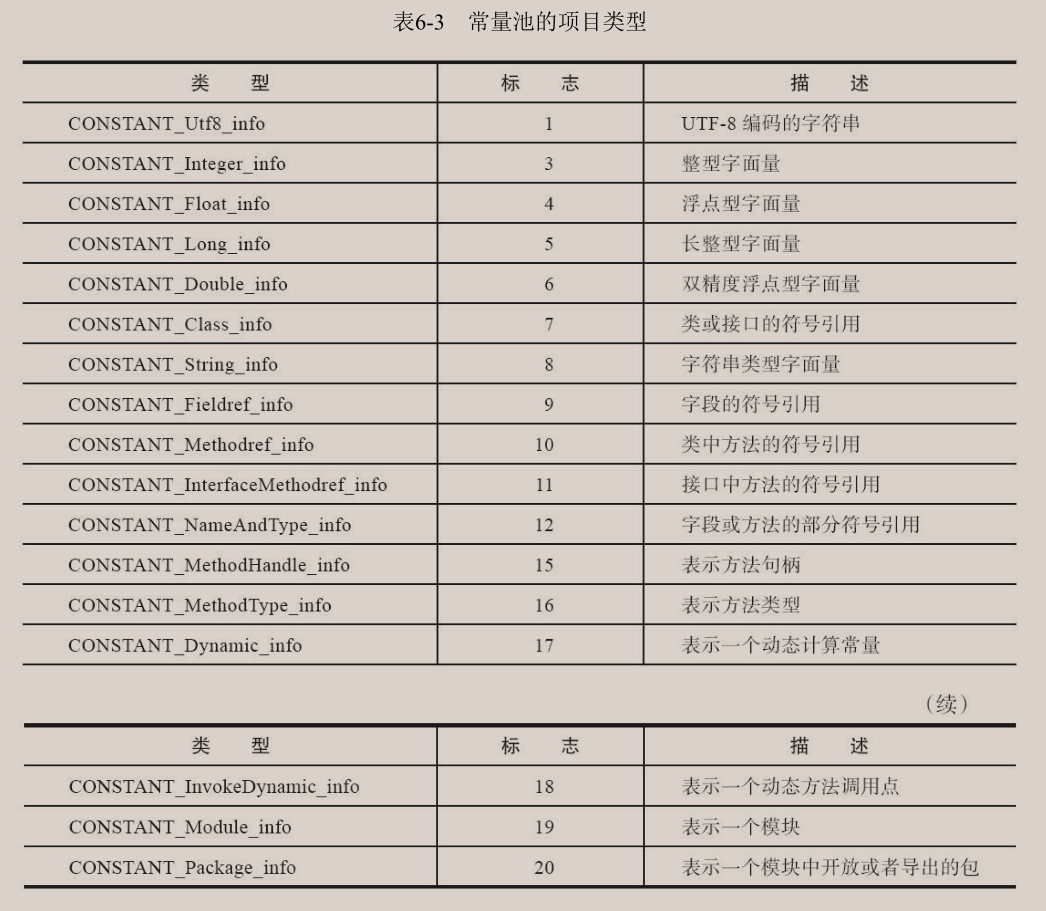 表6-3 常量池的项目类型
类 型 标 志 描 述
CONSTANT_Utf8_info 1 UTF-8 编码的字符串
CONSTANT_Integer_info 3 整型字面量
CONSTANT_Float_info 4 浮点型字面量
CONSTANT_Long_info 5 长整型字面量
CONSTANT_Double_info 6 双精度浮点型字面量
CONSTANT_Class_info 7 类或接口的符号引用
CONSTANT_String_info 8 字符串类型字面量
CONSTANT_Fieldref_info 9 字段的符号引用
CONSTANT_Methodref_info 10 类中方法的符号引用
CONSTANT_InterfaceMethodref_info 11 接口中方法的符号引用
CONSTANT_NameAndType_info 12 字段或方法的部分符号引用
CONSTANT_MethodHandle_info 15 表示方法句柄
CONSTANT_MethodType_info 16 表示方法类型
CONSTANT_Dynamic_info 17 表示一个动态计算常量
（续）
类 型 标 志 描 述
CONSTANT_InvokeDynamic_info 18 表示一个动态方法调用点
CONSTANT_Module_info 19 表示一个模块
CONSTANT_Package_info 20 表示一个模块中开放或者导出的包